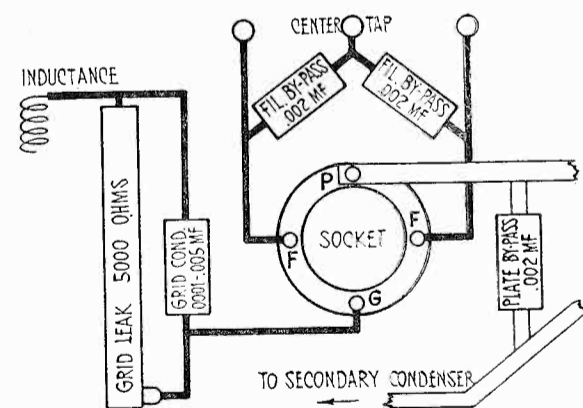 CENTER TAP
INDUCTANCE
FIL. BY-PASS
.002 MF
FIL. BY-PASS
.002 MF
GRID LEAK 5000 OHMS
GRID COND.
.0001-.005 MF
P
F
SOCKET
F
G
PLATE BY-PASS
.002 MF
TO SECONDARY CONDENSER